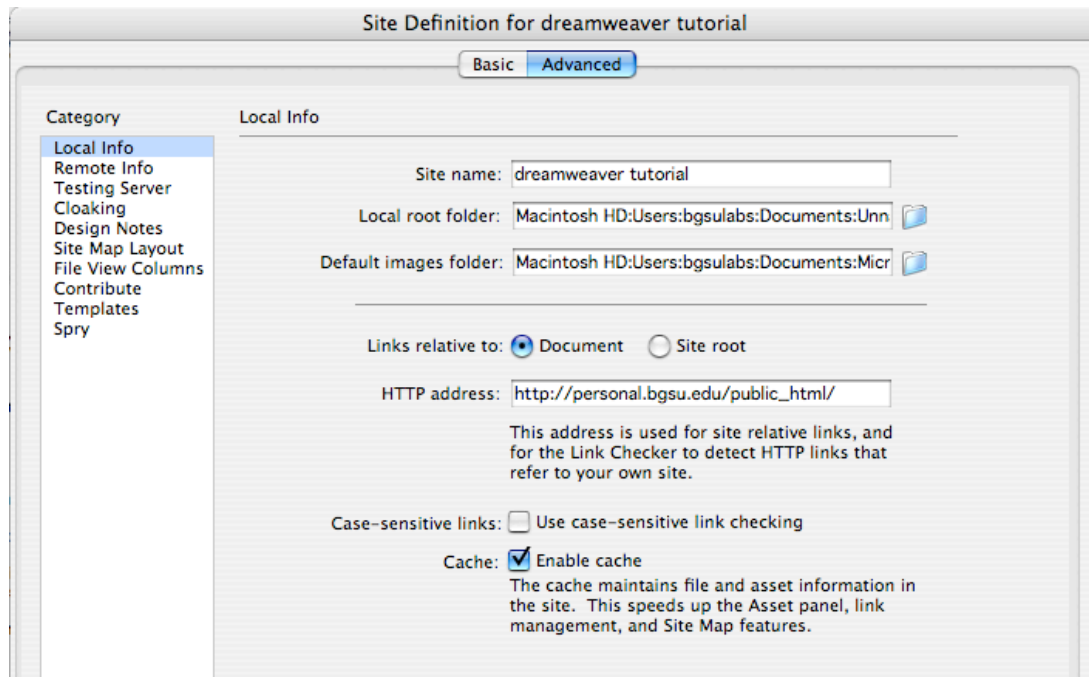 Site Definition for dreamweaver tutorial
Basic Advanced
Category
Local Info
Remote Info
Testing Server
Cloaking
Design Notes
Site Map Layout
File View Columns
Contribute
Templates
Spry
Local Info
Site name: dreamweaver tutorial
Local root folder: Macintosh HD:Users:bgsulabs:Documents:Unn
Default images folder: Macintosh HD:Users:bgsulabs:Documents:Micr
Links relative to: Document Site root
HTTP address: http://personal.bgsu.edu/public_html/
This address is used for site relative links, and
for the Link Checker to detect HTTP links that
refer to your own site.
Case-sensitive links: Use case-sensitive link checking
Cache: Enable cache
The cache maintains file and asset information in
the site. This speeds up the Asset panel, link
management, and Site Map features.